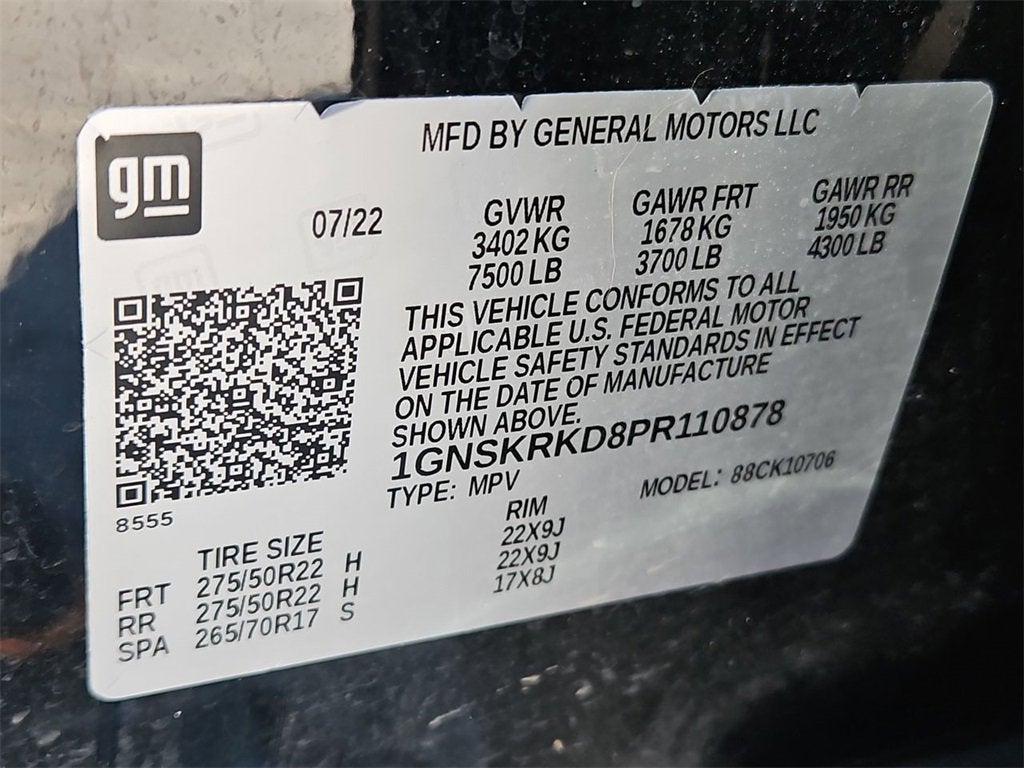 gm
MFD BY GENERAL MOTORS LLC
07/22
GVWR
3402 KG
7500 LB
GAWR FRT
1678 KG
3700 LB
GAWR RR
1950 KG
4300 LB
THIS VEHICLE CONFORMS TO ALL
APPLICABLE U.S. FEDERAL MOTOR
VEHICLE SAFETY STANDARDS IN EFFECT
ON THE DATE OF MANUFACTURE
SHOWN ABOVE.
1GNSKRKD8PR110878
TYPE: MPV MODEL: 88CK10706
8555
TIRE SIZE RIM
FRT 275/50R22 H 22X9J
RR 275/50R22 H 22X9J
SPA 265/70R17 S 17X8J